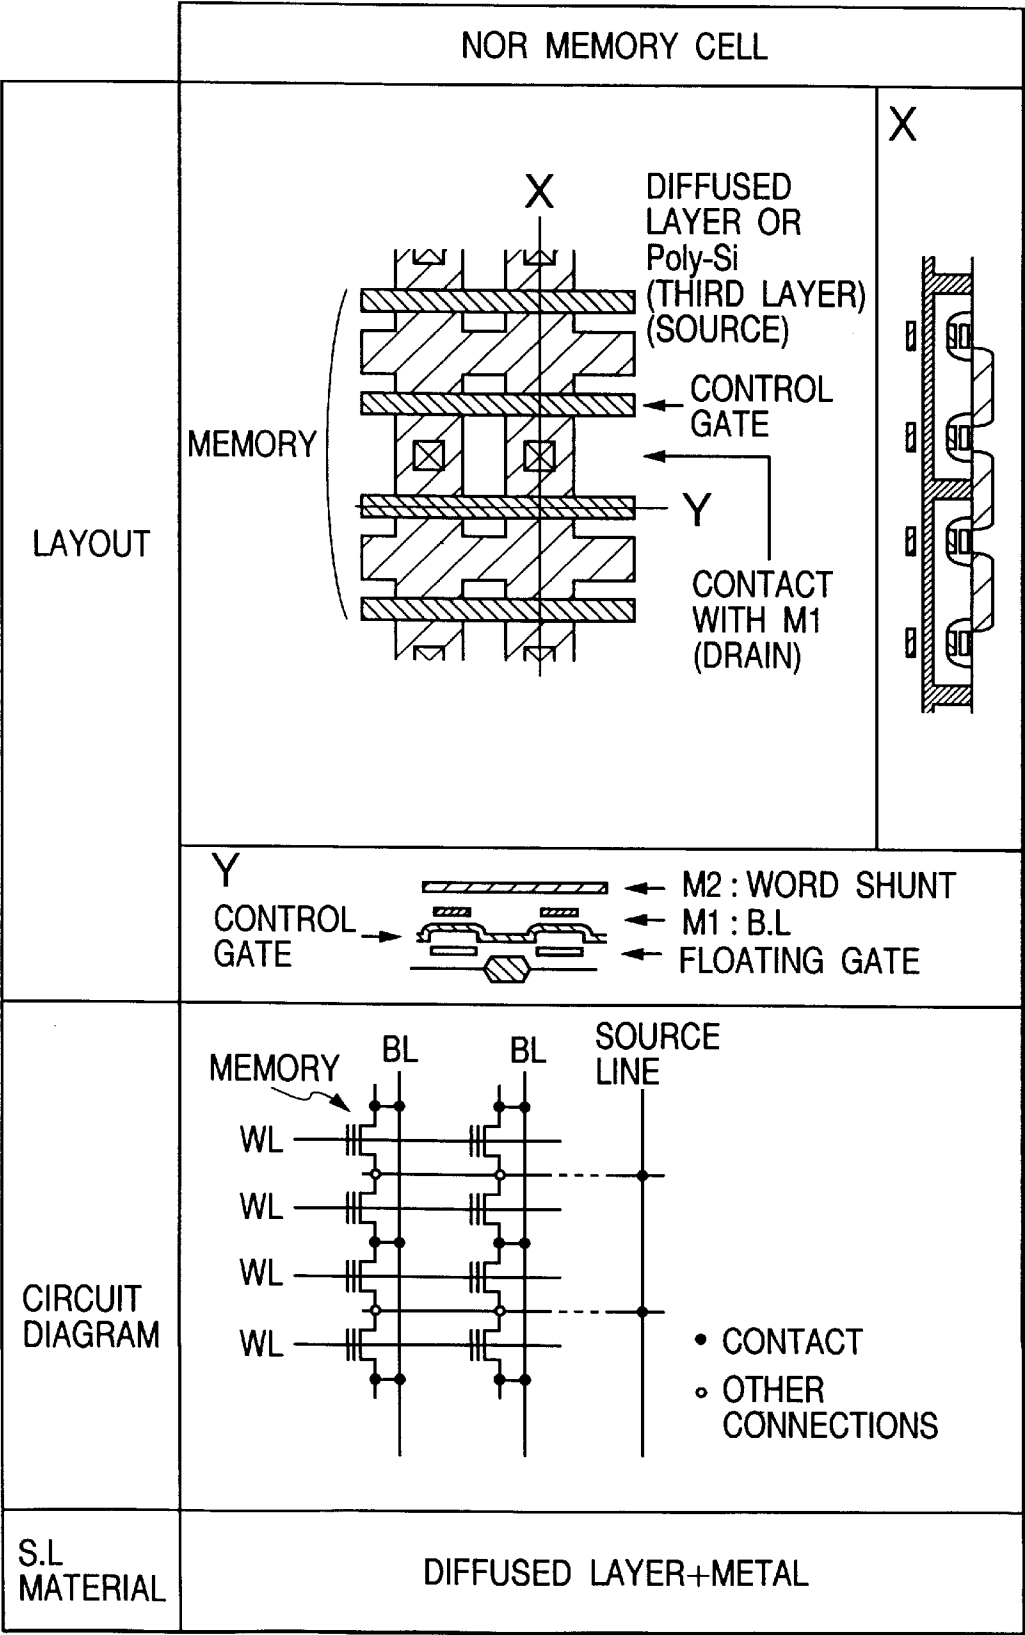 NOR MEMORY CELL
LAYOUT
X
DIFFUSED
LAYER OR
Poly-Si
(THIRD LAYER)
(SOURCE)
CONTROL
GATE
MEMORY
Y
CONTACT
WITH M1
(DRAIN)
X
Y
CONTROL
GATE
M2 : WORD SHUNT
M1 : B.L
FLOATING GATE
CIRCUIT
DIAGRAM
MEMORY
BL
BL
SOURCE
LINE
WL
WL
WL
WL
CONTACT
OTHER
CONNECTIONS
S.L
MATERIAL
DIFFUSED LAYER+METAL